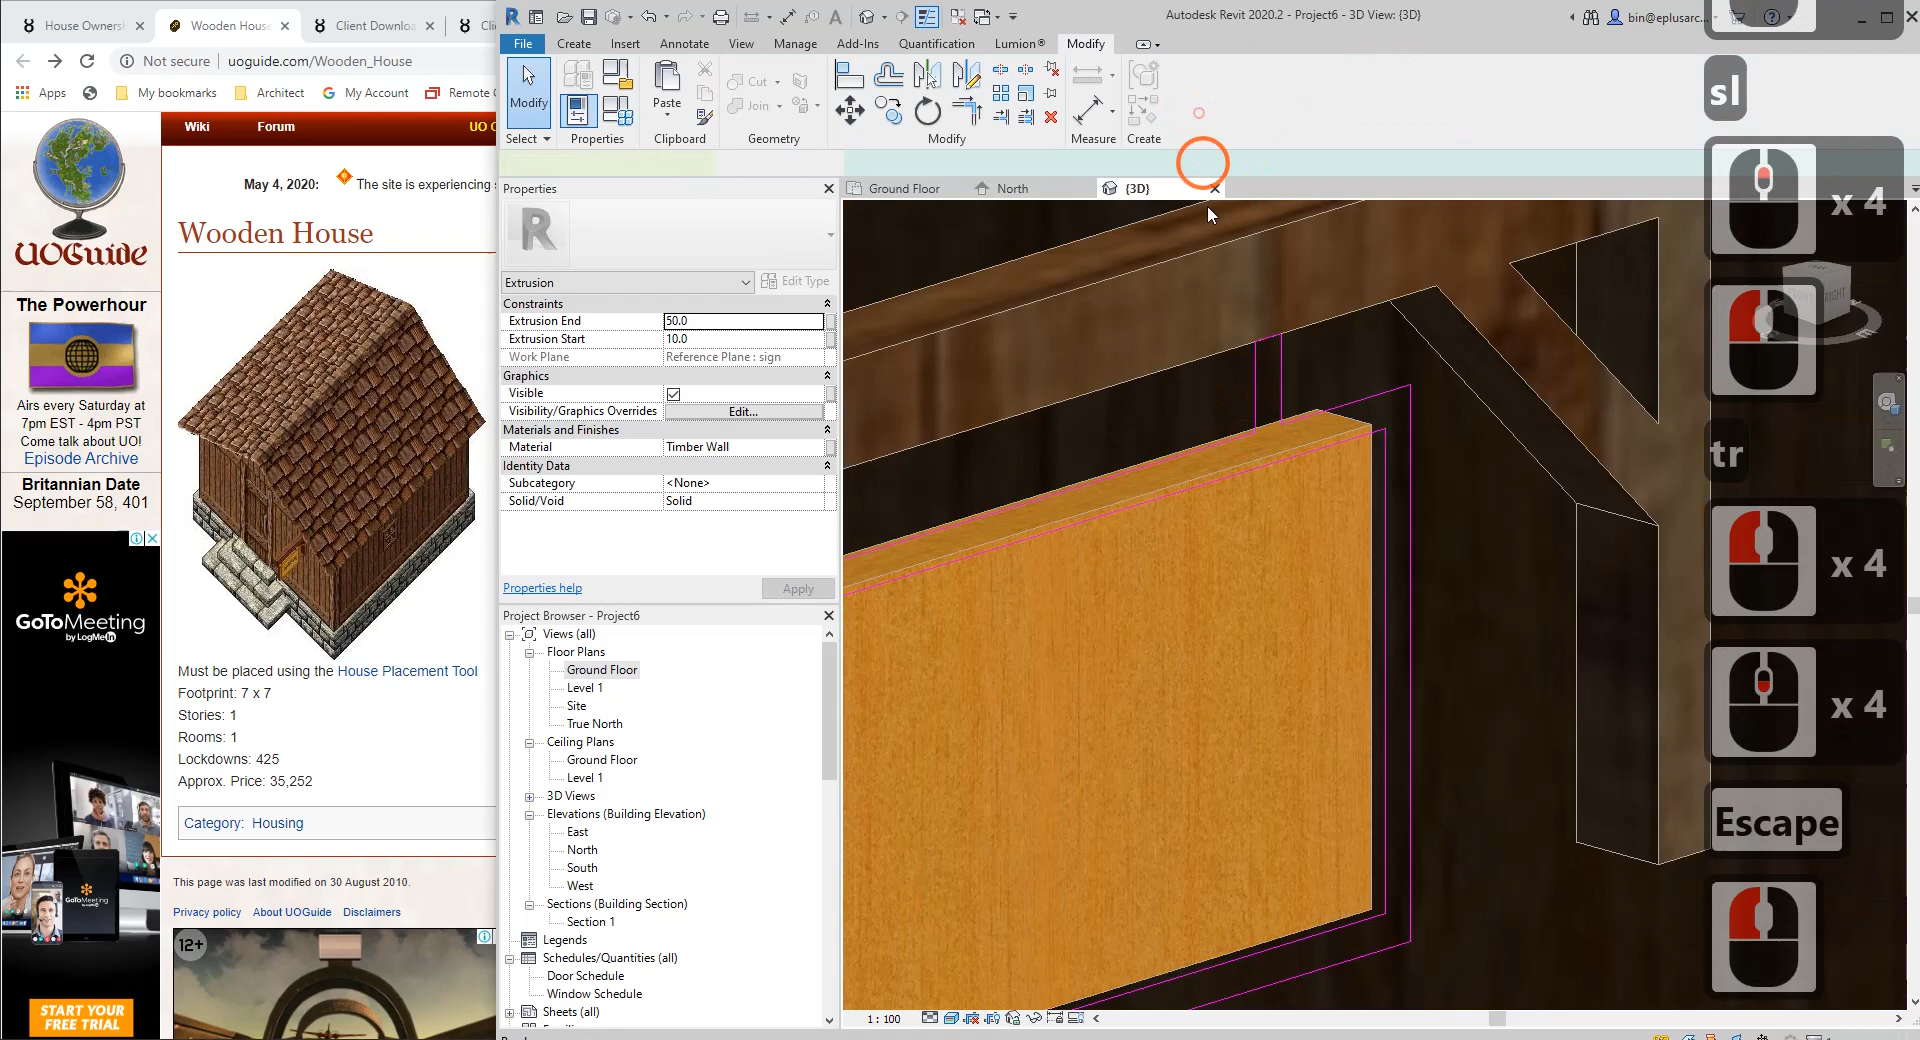 House Ownersh
Wooden House
Client Downloa
Cli
Autodesk Revit 2020.2 - Project6 - 3D View: {3D}
bin@eplusarc...
Not secure
uoguide.com/Wooden_House
File
Create
Insert
Annotate
View
Manage
Add-Ins
Quantification
Lumion®
Modify
Apps
My bookmarks
Architect
My Account
Remote
Modify
Paste
Cut
Join
Select
Properties
Clipboard
Geometry
Modify
Measure
Create
Wiki
Forum
UO
May 4, 2020:
The site is experiencing
Wooden House
UOGuide
The Powerhour
Airs every Saturday at
7pm EST - 4pm PST
Come talk about UO!
Episode Archive
Britannian Date
September 58, 401
Must be placed using the House Placement Tool
Footprint: 7 x 7
Stories: 1
Rooms: 1
Lockdowns: 425
Approx. Price: 35,252
Category: Housing
This page was last modified on 30 August 2010.
Privacy policy
About UOGuide
Disclaimers
GoToMeeting
by LogMeIn
START YOUR
FREE TRIAL
12+
Properties
R
Extrusion
Edit Type
Constraints
Extrusion End
50.0
Extrusion Start
10.0
Work Plane
Reference Plane : sign
Graphics
Visible
Visibility/Graphics Overrides
Edit...
Materials and Finishes
Material
Timber Wall
Identity Data
Subcategory
<None>
Solid/Void
Solid
Properties help
Apply
Project Browser - Project6
Views (all)
Floor Plans
Ground Floor
Level 1
Site
True North
Ceiling Plans
Ground Floor
Level 1
3D Views
Elevations (Building Elevation)
East
North
South
West
Sections (Building Section)
Section 1
Legends
Schedules/Quantities (all)
Door Schedule
Window Schedule
Sheets (all)
Ground Floor
North
{3D}
RIGHT
1 : 100
sl
x 4
tr
x 4
x 4
Escape